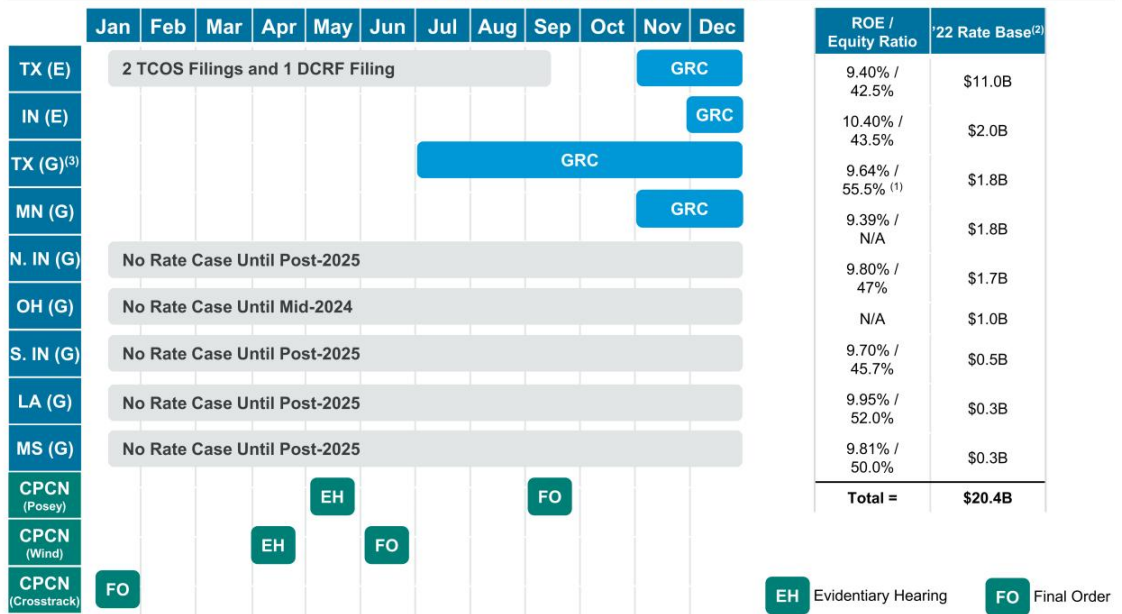 Jan Feb Mar Apr May Jun Jul Aug Sep Oct Nov Dec
ROE /
Equity Ratio
'22 Rate Base(2)
TX (E)
2 TCOS Filings and 1 DCRF Filing
GRC
9.40% /
42.5%
$11.0B
IN (E)
GRC
10.40% /
43.5%
$2.0B
TX (G)(3)
GRC
9.64% /
55.5% (1)
$1.8B
MN (G)
GRC
9.39% /
N/A
$1.8B
N. IN (G)
No Rate Case Until Post-2025
9.80% /
47%
$1.7B
OH (G)
No Rate Case Until Mid-2024
N/A
$1.0B
S. IN (G)
No Rate Case Until Post-2025
9.70% /
45.7%
$0.5B
LA (G)
No Rate Case Until Post-2025
9.95% /
52.0%
$0.3B
MS (G)
No Rate Case Until Post-2025
9.81% /
50.0%
$0.3B
CPCN
(Posey)
EH
FO
Total =
$20.4B
CPCN
(Wind)
EH
FO
CPCN
(Crosstrack)
FO
EH Evidentiary Hearing
FO Final Order